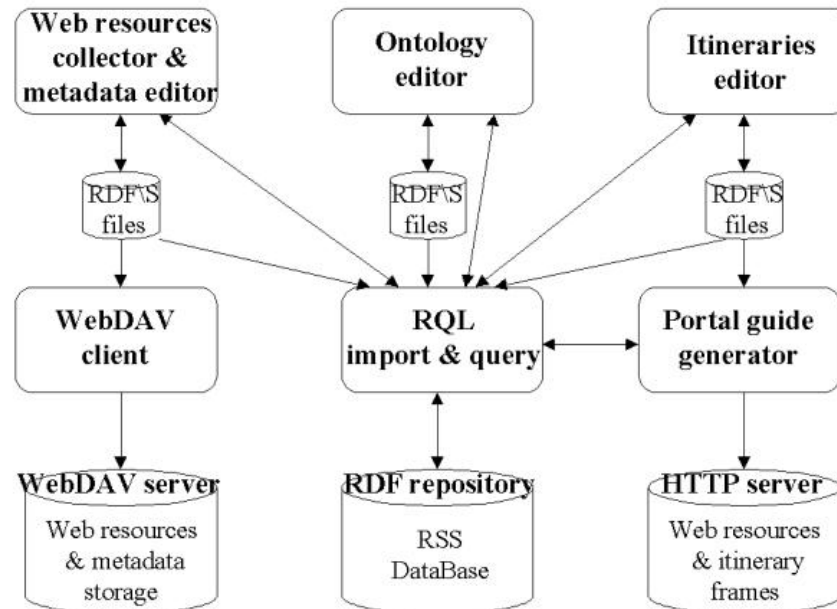 Web resources
collector &
metadata editor
Ontology
editor
Itineraries
editor
RDF\S
files
RDF\S
files
RDF\S
files
WebDAV
client
RQL
import & query
Portal guide
generator
WebDAV server
Web resources
& metadata
storage
RDF repository
RSS
DataBase
HTTP server
Web resources
& itinerary
frames